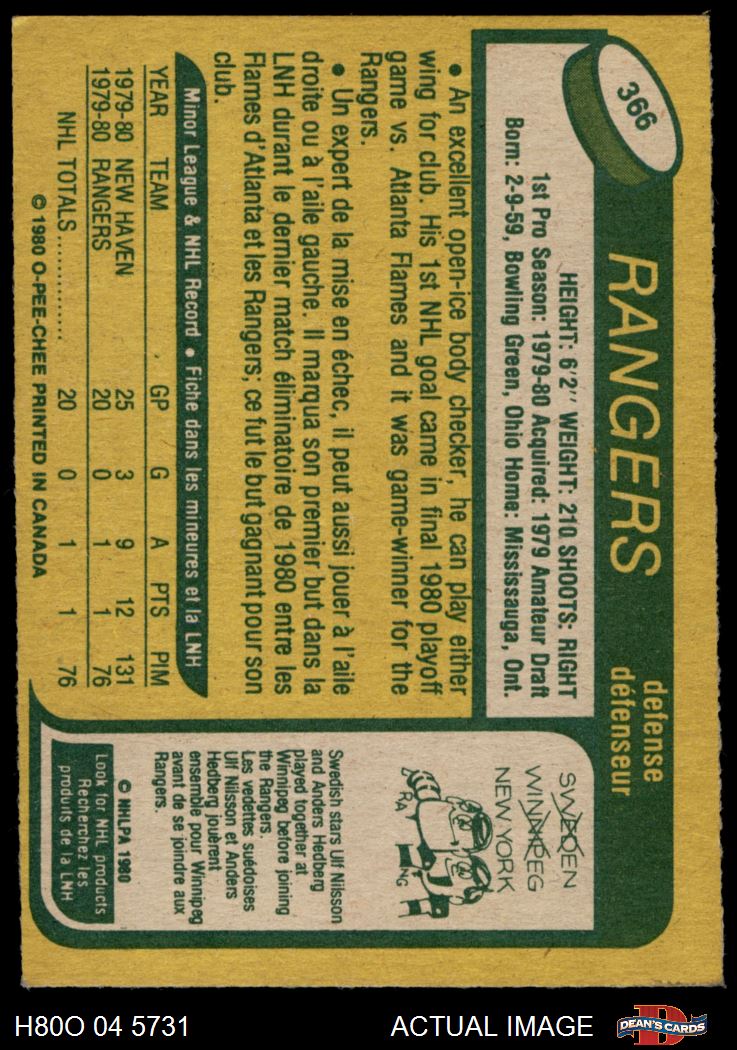 366
RANGERS
defense
défenseur
HEIGHT: 6'2" WEIGHT: 210 SHOOTS: RIGHT
1st Pro Season: 1979-80 Acquired: 1979 Amateur Draft
Born: 2-9-59, Bowling Green, Ohio Home: Mississauga, Ont.
• An excellent open-ice body checker, he can play either
wing for club. His 1st NHL goal came in final 1980 playoff
game vs. Atlanta Flames and it was game-winner for the
Rangers.
• Un expert de la mise en échec, il peut aussi jouer à l'aile
droite ou à l'aile gauche. Il marqua son premier but dans la
LNH durant le dernier match éliminatoire de 1980 entre les
Flames d'Atlanta et les Rangers; ce fut le but gagnant pour son
club.
Minor League & NHL Record • Fiche dans les mineures et la LNH
YEAR TEAM GP G A PTS PIM
1979-80 NEW HAVEN 25 3 9 12 131
1979-80 RANGERS 20 0 1 1 76
NHL TOTALS .............. 20 0 1 1 76
© 1980 O-PEE-CHEE PRINTED IN CANADA
SWEDEN
WINNIPEG
NEW YORK
RA NG
Swedish stars Ulf Nilsson
and Anders Hedberg
played together at
Winnipeg before joining
the Rangers.
Les vedettes suédoises
Ulf Nilsson et Anders
Hedberg jouèrent
ensemble pour Winnipeg
avant de se joindre aux
Rangers.
© NHLPA 1980
Look for NHL products
Recherchez les
produits de la LNH
H80O 04 5731
ACTUAL IMAGE
D
DEAN'S CARDS